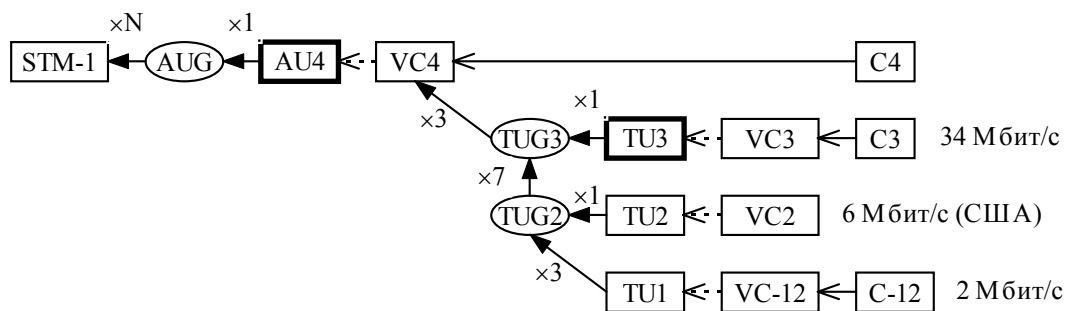 ×N ×1
STM-1 AUG AU4 VC4 C4
×3 ×1
TUG3 TU3 VC3 C3 34 Мбит/с
×7 ×1
TUG2 TU2 VC2 6 Мбит/с (США)
×3
TU1 VC-12 C-12 2 Мбит/с